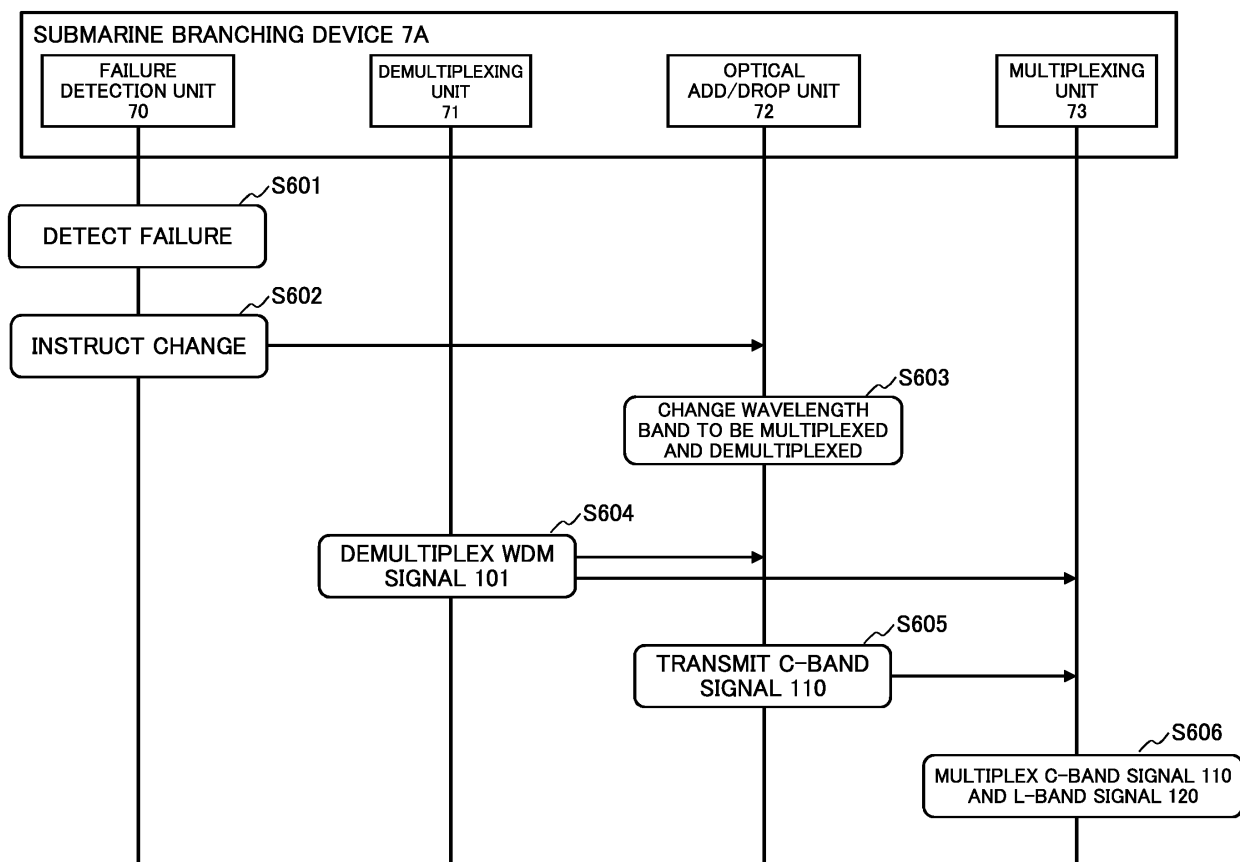 SUBMARINE BRANCHING DEVICE 7A
FAILURE
DETECTION UNIT
70
DEMULTIPLEXING
UNIT
71
OPTICAL
ADD/DROP UNIT
72
MULTIPLEXING
UNIT
73
S601
DETECT FAILURE
S602
INSTRUCT CHANGE
S603
CHANGE WAVELENGTH
BAND TO BE MULTIPLEXED
AND DEMULTIPLEXED
S604
DEMULTIPLEX WDM
SIGNAL 101
S605
TRANSMIT C-BAND
SIGNAL 110
S606
MULTIPLEX C-BAND SIGNAL 110
AND L-BAND SIGNAL 120